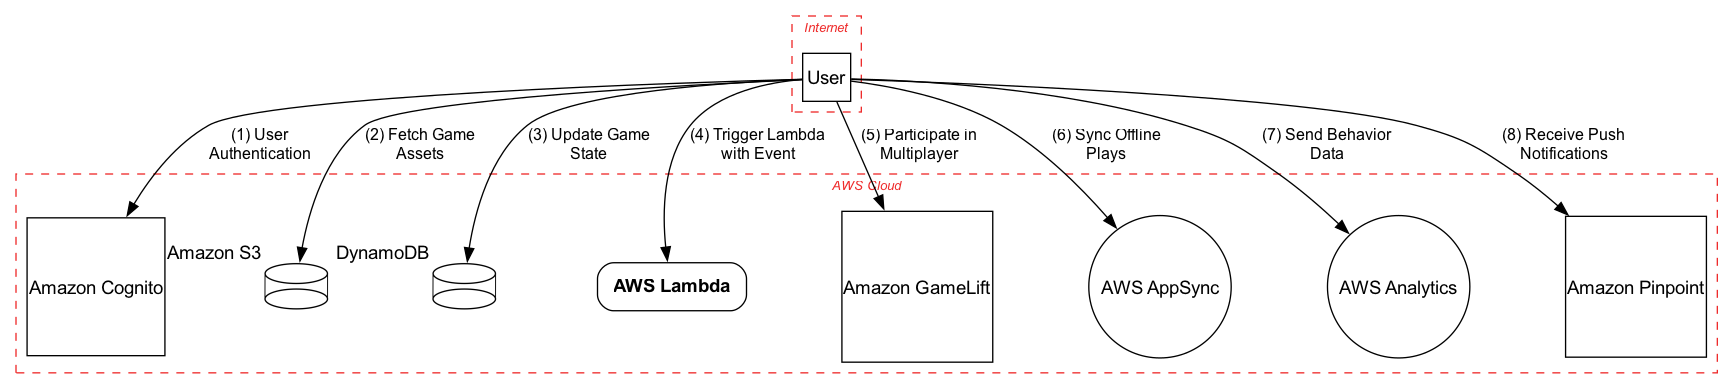 Internet
User
(1) User
Authentication
(2) Fetch Game
Assets
(3) Update Game
State
(4) Trigger Lambda
with Event
(5) Participate in
Multiplayer
(6) Sync Offline
Plays
(7) Send Behavior
Data
(8) Receive Push
Notifications
AWS Cloud
Amazon Cognito
Amazon S3
DynamoDB
AWS Lambda
Amazon GameLift
AWS AppSync
AWS Analytics
Amazon Pinpoint